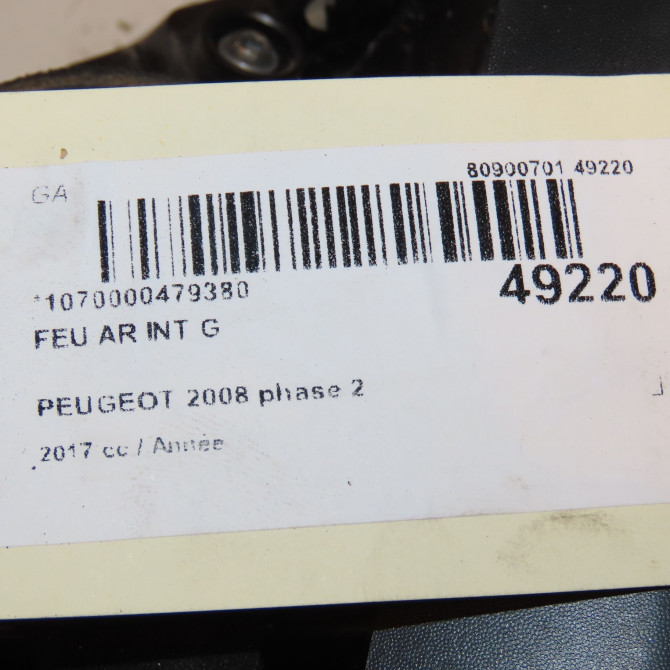 80900701 49220
GA
*1070000479380
49220
FEU AR INT G
PEUGEOT 2008 phase 2
2017 cc / Année